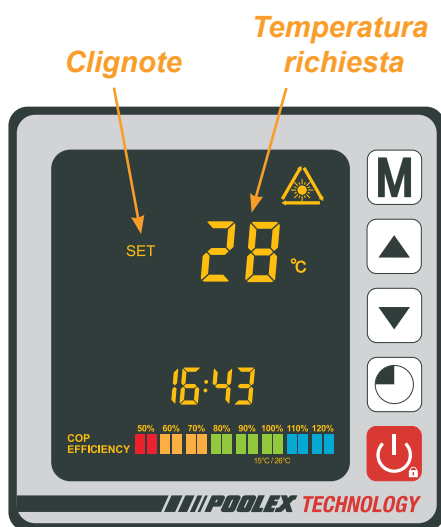 Temperatura
richiesta
Clignote
M
SET
28 °C
16:43
50% 60% 70% 80% 90% 100% 110% 120%
COP
EFFICIENCY
15°C / 26°C
POOLEX TECHNOLOGY